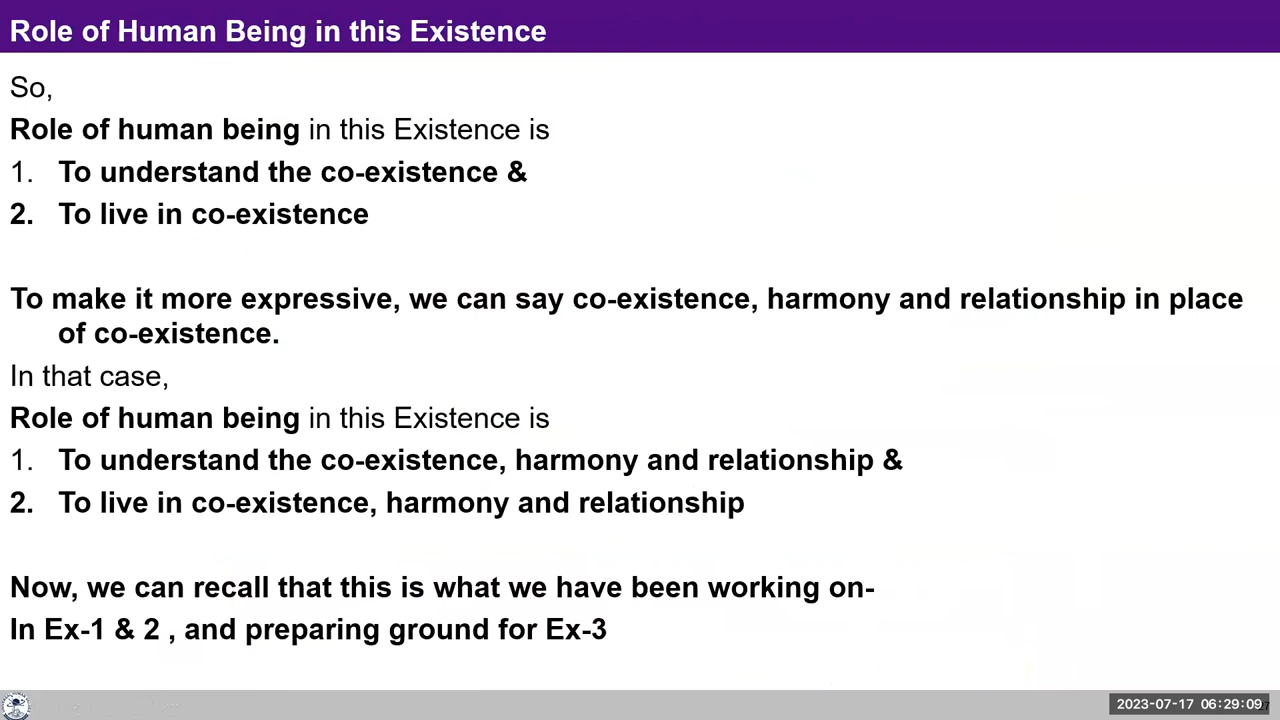 Role of Human Being in this Existence
So,
Role of human being in this Existence is
1. To understand the co-existence &
2. To live in co-existence
To make it more expressive, we can say co-existence, harmony and relationship in place
of co-existence.
In that case,
Role of human being in this Existence is
1. To understand the co-existence, harmony and relationship &
2. To live in co-existence, harmony and relationship
Now, we can recall that this is what we have been working on-
In Ex-1 & 2 , and preparing ground for Ex-3
2023-07-17 06:29:09